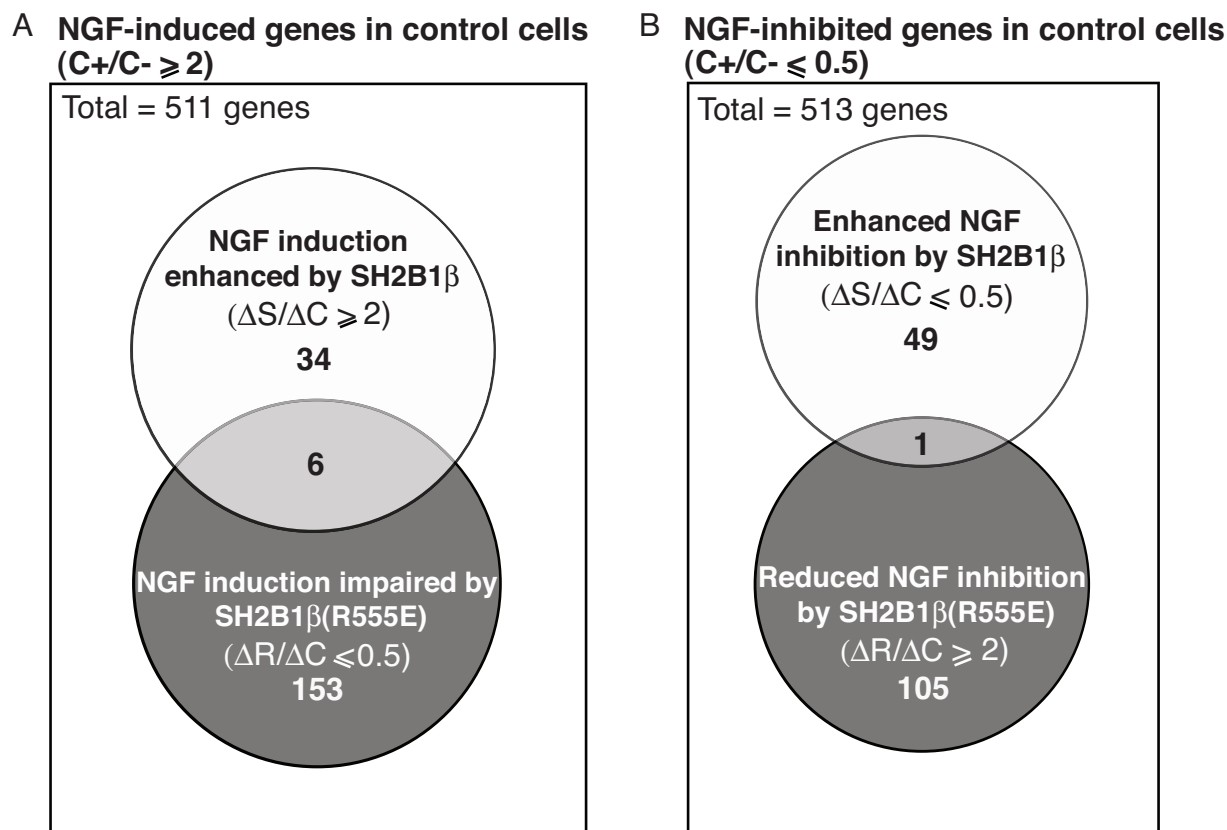 A NGF-induced genes in control cells
(C+/C- ⩾ 2)
Total = 511 genes
NGF induction
enhanced by SH2B1β
(ΔS/ΔC ⩾ 2)
34
6
NGF induction impaired by
SH2B1β(R555E)
(ΔR/ΔC ⩽0.5)
153
B NGF-inhibited genes in control cells
(C+/C- ⩽ 0.5)
Total = 513 genes
Enhanced NGF
inhibition by SH2B1β
(ΔS/ΔC ⩽ 0.5)
49
1
Reduced NGF inhibition
by SH2B1β(R555E)
(ΔR/ΔC ⩾ 2)
105